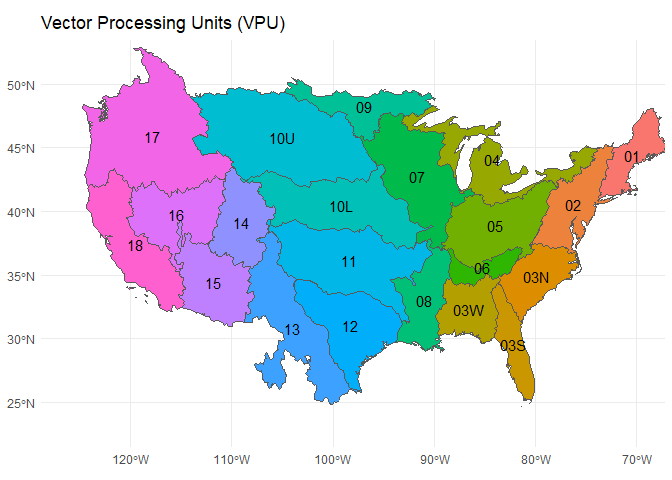 Vector Processing Units (VPU)
50°N
45°N
40°N
35°N
30°N
25°N
09
17
10U
01
04
07
10L
02
16
14
05
18
11
06
15
03N
08
03W
13
12
03S
120°W
110°W
100°W
90°W
80°W
70°W